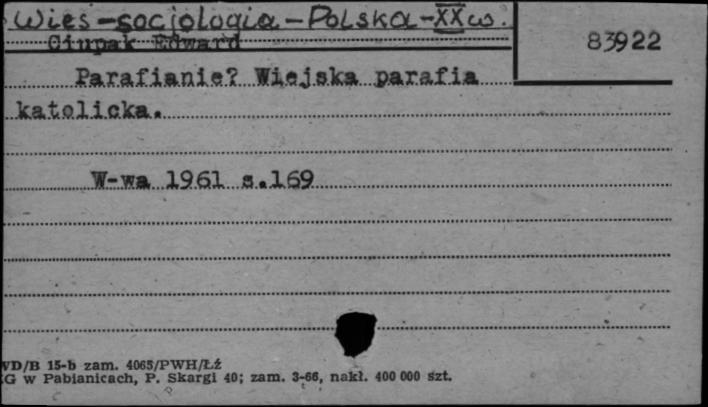 Wieś-socjologia-Polska-XXw.
83922
Ciupak Edward
Parafianie? Wiejska parafia
katolicka.
W-wa 1961 s.169
WD/B 15-b zam. 4065/PWH/Łź
G w Pabianicach, P. Skargi 40; zam. 3-66, nakł. 400 000 szt.